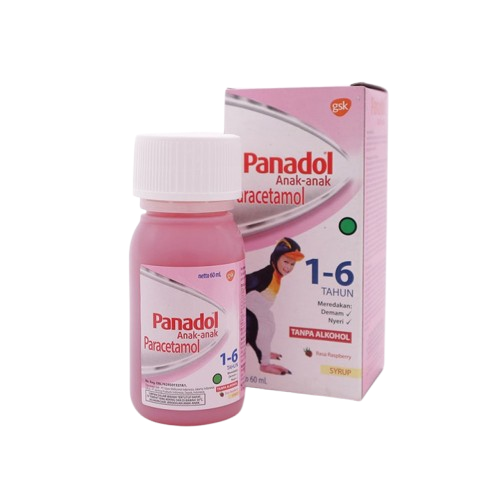 gsk
Panadol
Anak-anak
Paracetamol
1-6
TAHUN
Meredakan:
Demam ✓
Nyeri ✓
TANPA ALKOHOL
Rasa Raspberry
SYRUP
60 mL
netto 60 mL
gsk
Panadol
Anak-anak
Paracetamol
1-6
TAHUN